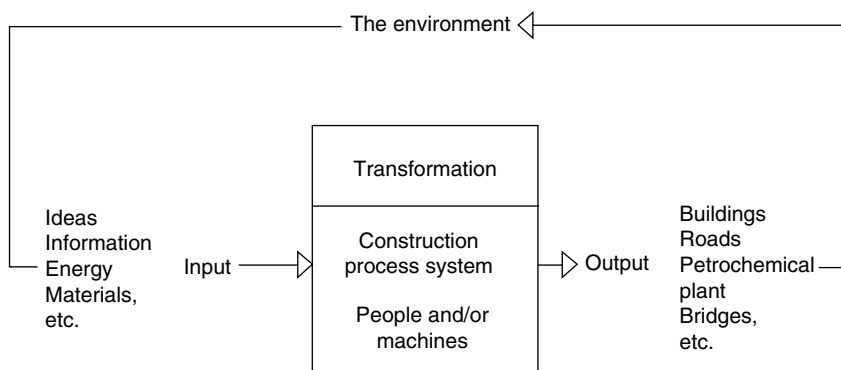 The environment
Transformation
Ideas
Information
Energy
Materials,
etc.
Input
Construction
process system
People and/or
machines
Output
Buildings
Roads
Petrochemical
plant
Bridges,
etc.